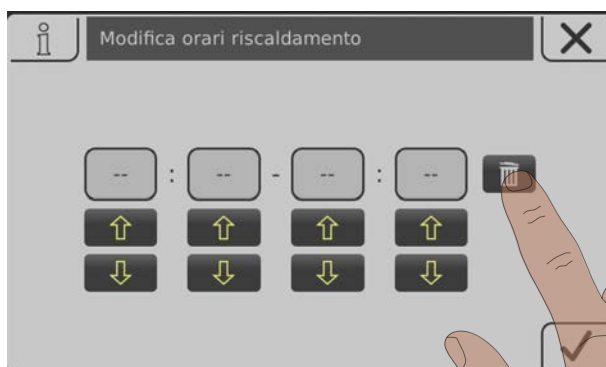 Modifica orari riscaldamento
-- : -- - -- : --